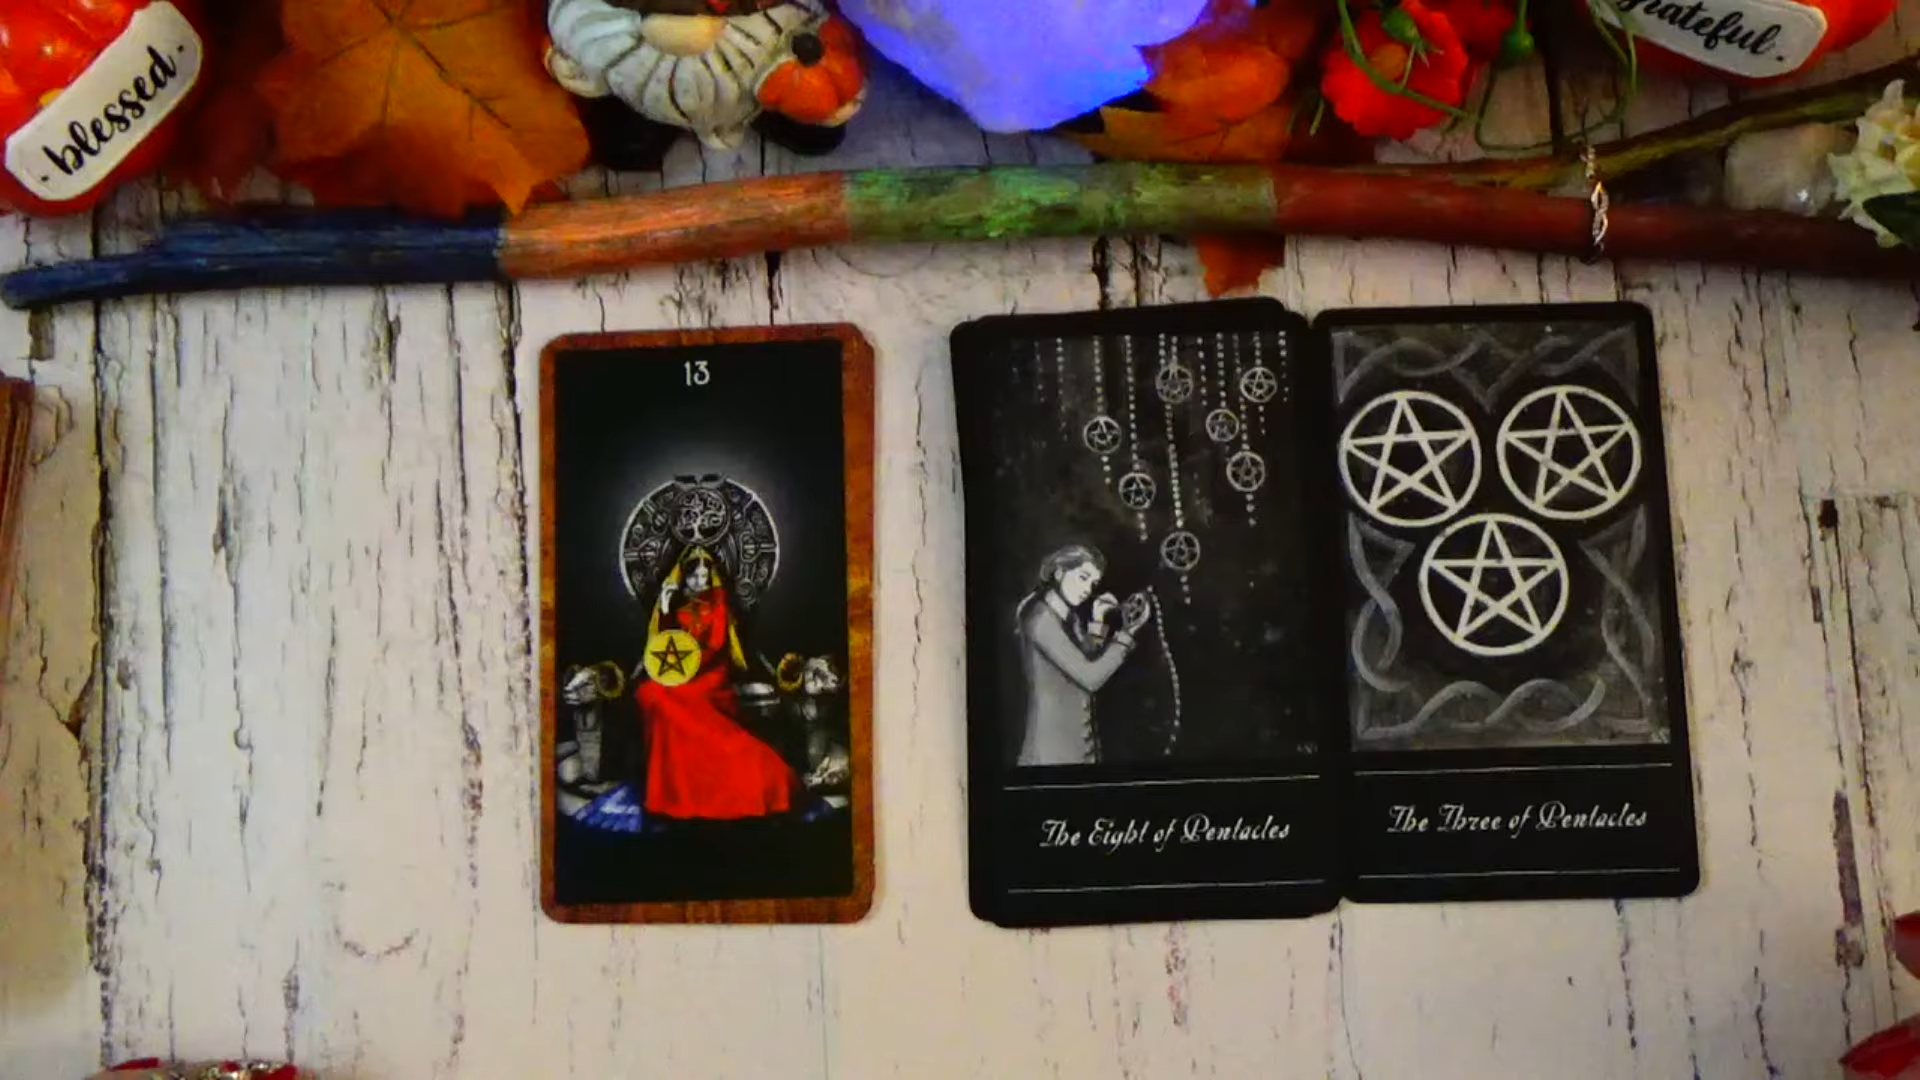 blessed
grateful
13
The Eight of Pentacles
The Three of Pentacles